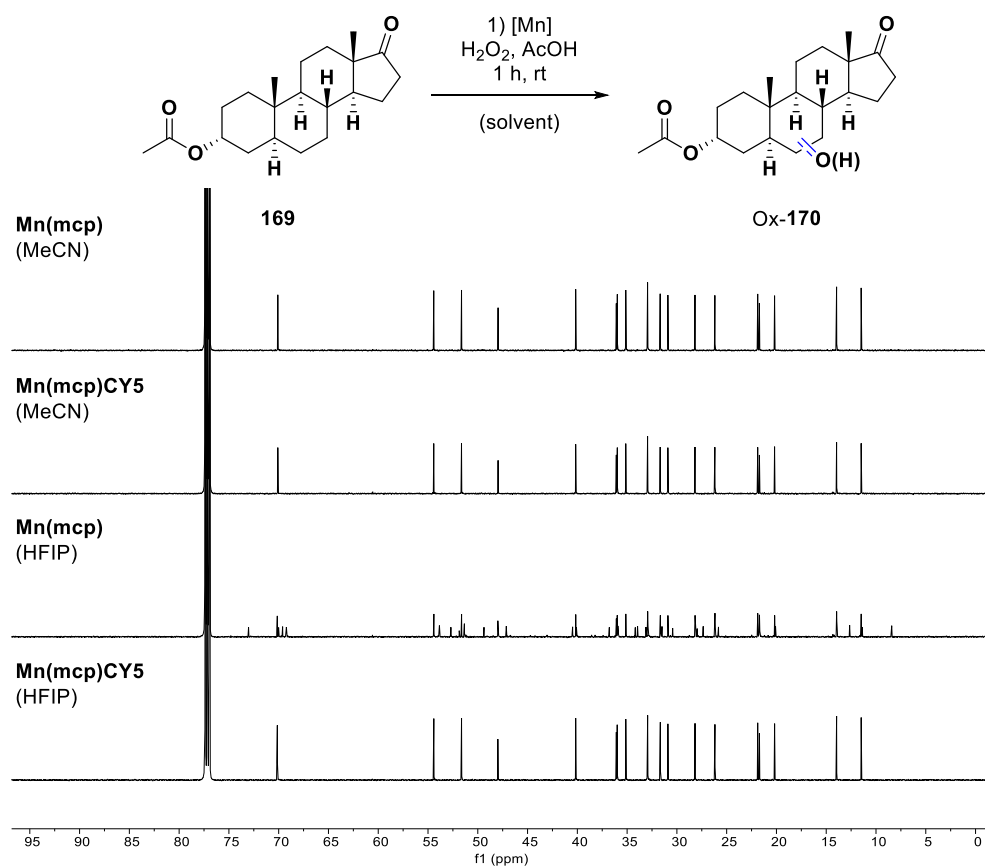 1) [Mn]
H₂O₂, AcOH
1 h, rt
(solvent)
O
H
H
H
O
O
H
169
O
H
H
H
O
O
H
O(H)
Ox-170
Mn(mcp)
(MeCN)
Mn(mcp)CY5
(MeCN)
Mn(mcp)
(HFIP)
Mn(mcp)CY5
(HFIP)
95 90 85 80 75 70 65 60 55 50 45 40 35 30 25 20 15 10 5 0
f1 (ppm)